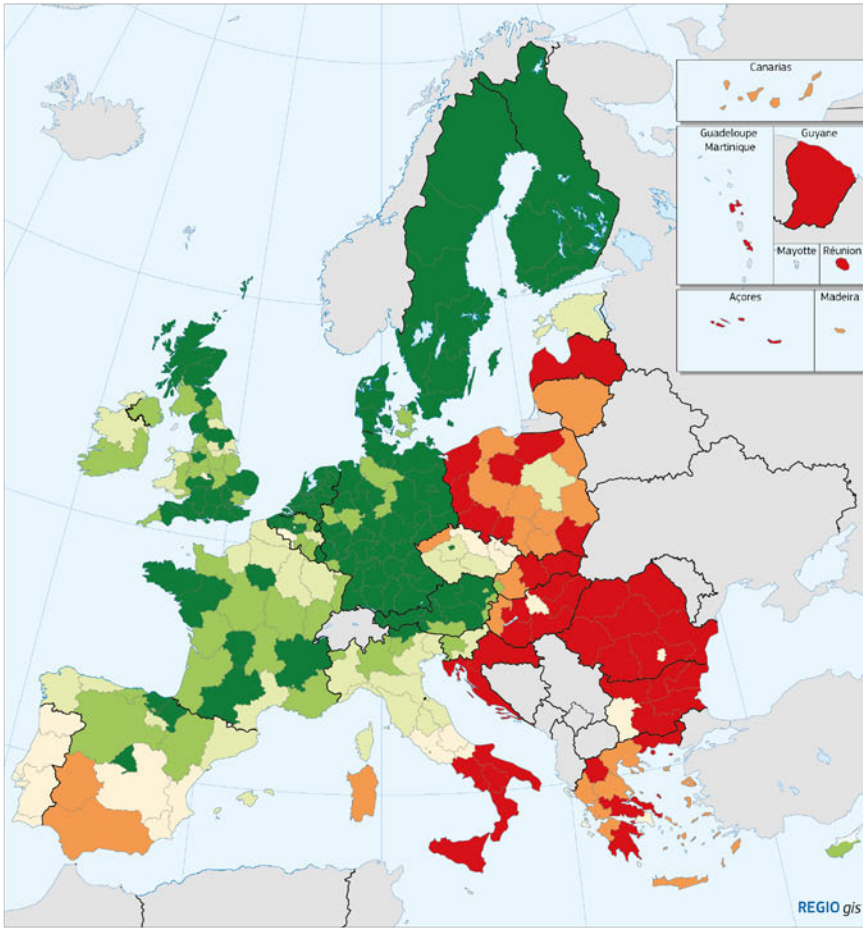 Canarias
Guadeloupe
Martinique
Guyane
Mayotte
Réunion
Açores
Madeira
REGIO gis